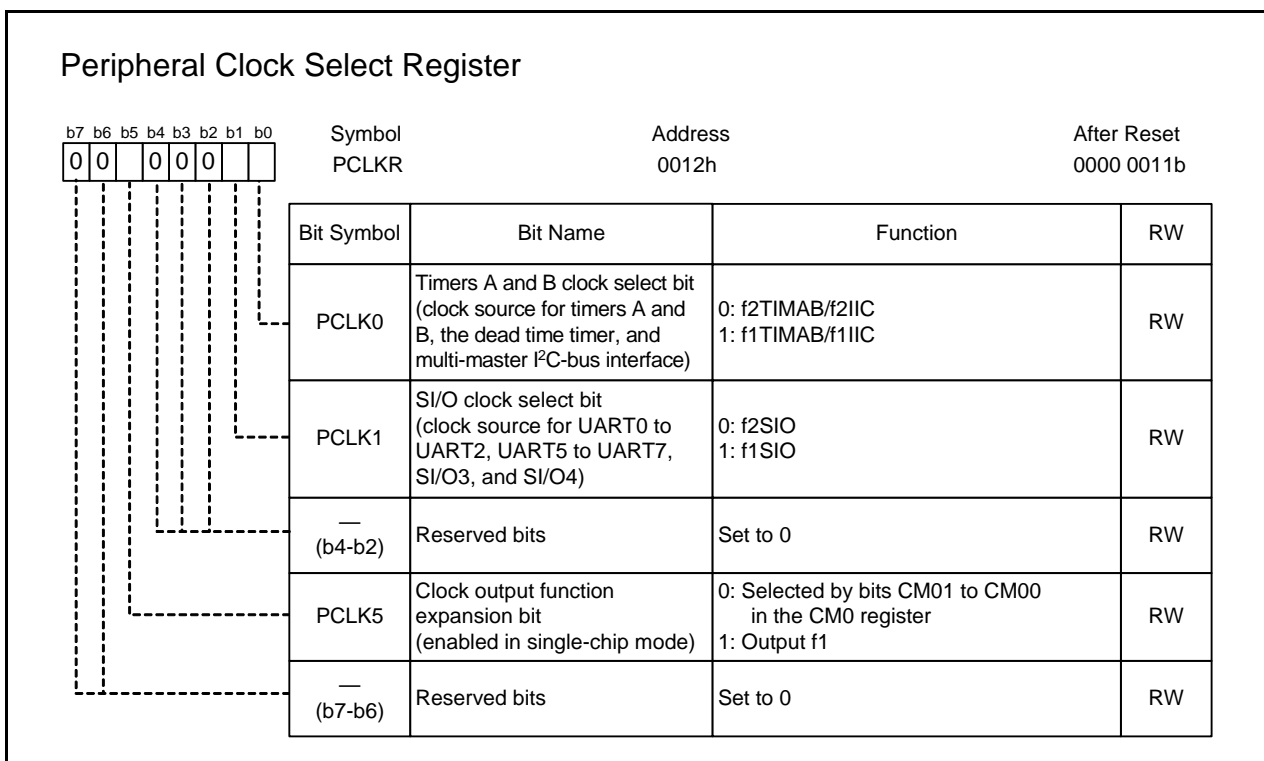 Peripheral Clock Select Register
b7 b6 b5 b4 b3 b2 b1 b0
Symbol Address After Reset
0 0 0 0 0
PCLKR 0012h 0000 0011b
Bit Symbol Bit Name Function RW
PCLK0
Timers A and B clock select bit
(clock source for timers A and
B, the dead time timer, and
multi-master I²C-bus interface)
0: f2TIMAB/f2IIC
1: f1TIMAB/f1IIC
RW
PCLK1
SI/O clock select bit
(clock source for UART0 to
UART2, UART5 to UART7,
SI/O3, and SI/O4)
0: f2SIO
1: f1SIO
RW
—
(b4-b2)
Reserved bits
Set to 0
RW
PCLK5
Clock output function
expansion bit
(enabled in single-chip mode)
0: Selected by bits CM01 to CM00
in the CM0 register
1: Output f1
RW
—
(b7-b6)
Reserved bits
Set to 0
RW